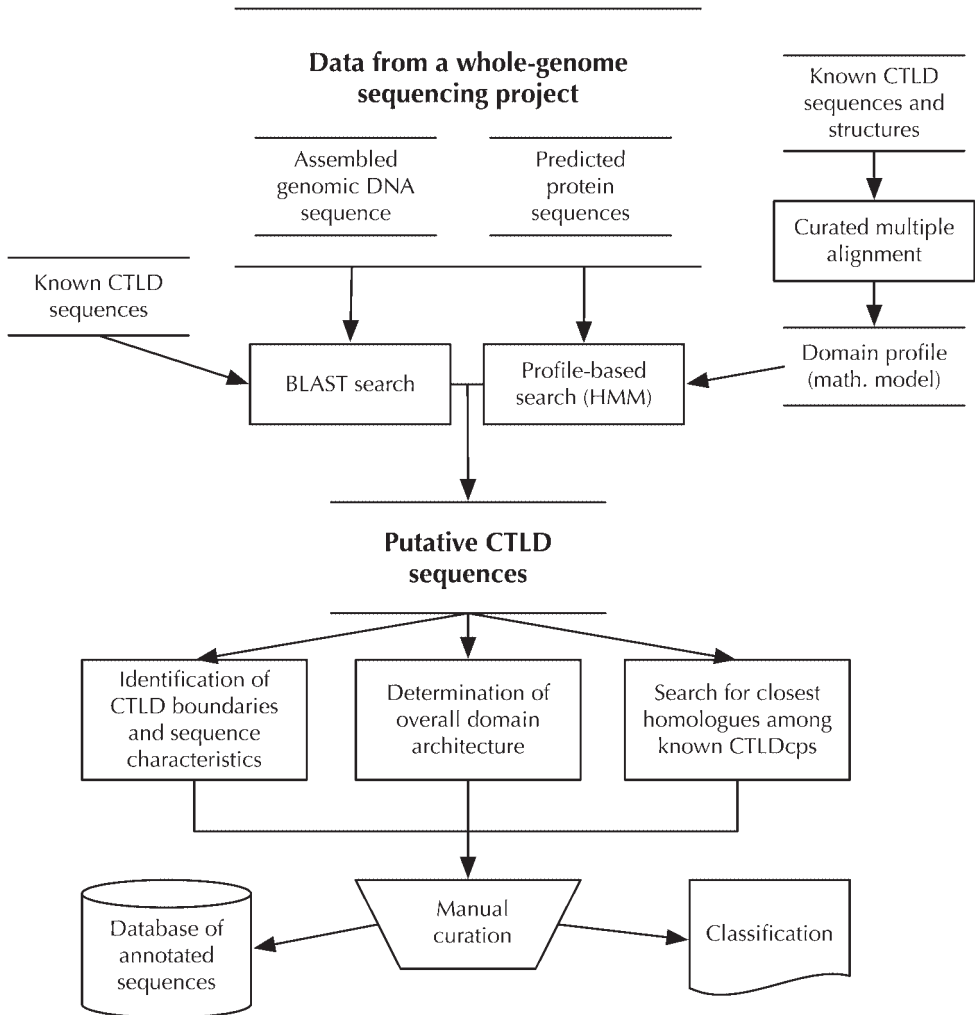 Data from a whole-genome
sequencing project
Known CTLD
sequences and
structures
Assembled
genomic DNA
sequence
Predicted
protein
sequences
Curated multiple
alignment
Known CTLD
sequences
BLAST search
Profile-based
search (HMM)
Domain profile
(math. model)
Putative CTLD
sequences
Identification of
CTLD boundaries
and sequence
characteristics
Determination of
overall domain
architecture
Search for closest
homologues among
known CTLDcps
Database of
annotated
sequences
Manual
curation
Classification